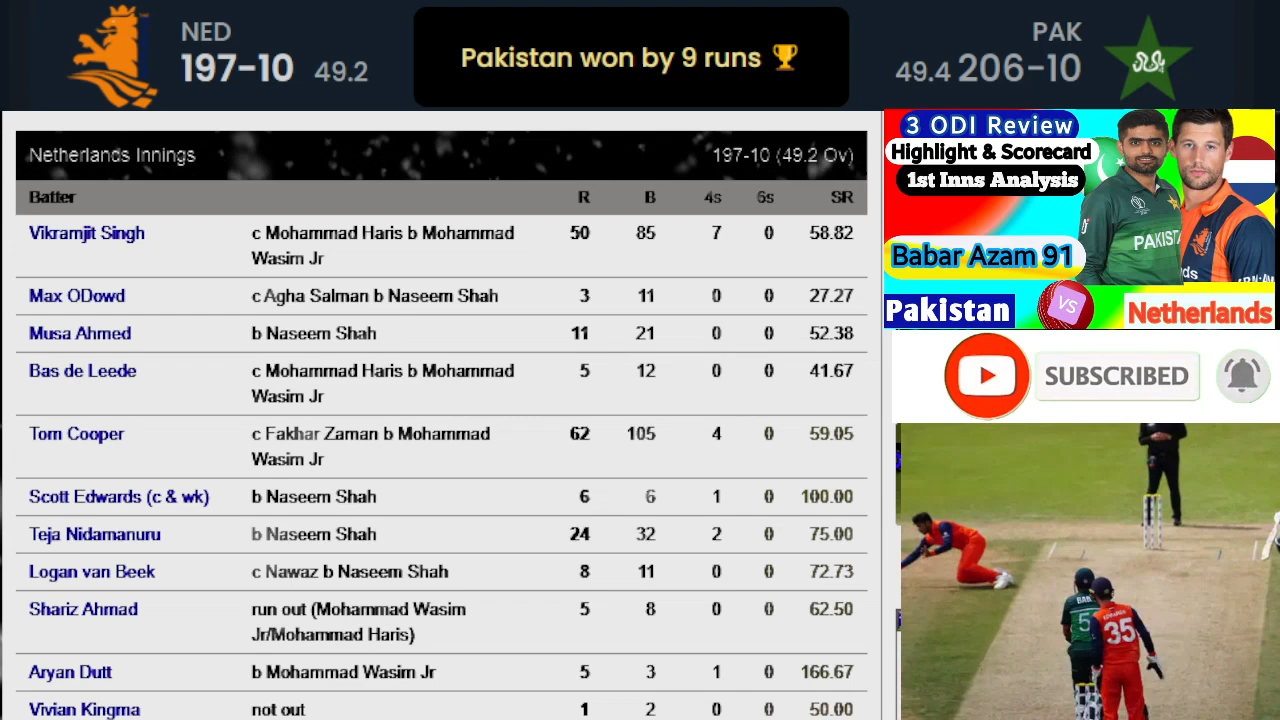 NED
197-10 49.2
Pakistan won by 9 runs
PAK
49.4 206-10
Netherlands Innings 197-10 (49.2 Ov)
Batter R B 4s 6s SR
Vikramjit Singh c Mohammad Haris b Mohammad 50 85 7 0 58.82
Wasim Jr
Max ODowd c Agha Salman b Naseem Shah 3 11 0 0 27.27
Musa Ahmed b Naseem Shah 11 21 0 0 52.38
Bas de Leede c Mohammad Haris b Mohammad 5 12 0 0 41.67
Wasim Jr
Tom Cooper c Fakhar Zaman b Mohammad 62 105 4 0 59.05
Wasim Jr
Scott Edwards (c & wk) b Naseem Shah 6 6 1 0 100.00
Teja Nidamanuru b Naseem Shah 24 32 2 0 75.00
Logan van Beek c Nawaz b Naseem Shah 8 11 0 0 72.73
Shariz Ahmad run out (Mohammad Wasim 5 8 0 0 62.50
Jr/Mohammad Haris)
Aryan Dutt b Mohammad Wasim Jr 5 3 1 0 166.67
Vivian Kingma not out 1 2 0 0 50.00
3 ODI Review
Highlight & Scorecard
1st Inns Analysis
Babar Azam 91
Pakistan
VS
Netherlands
SUBSCRIBED
35